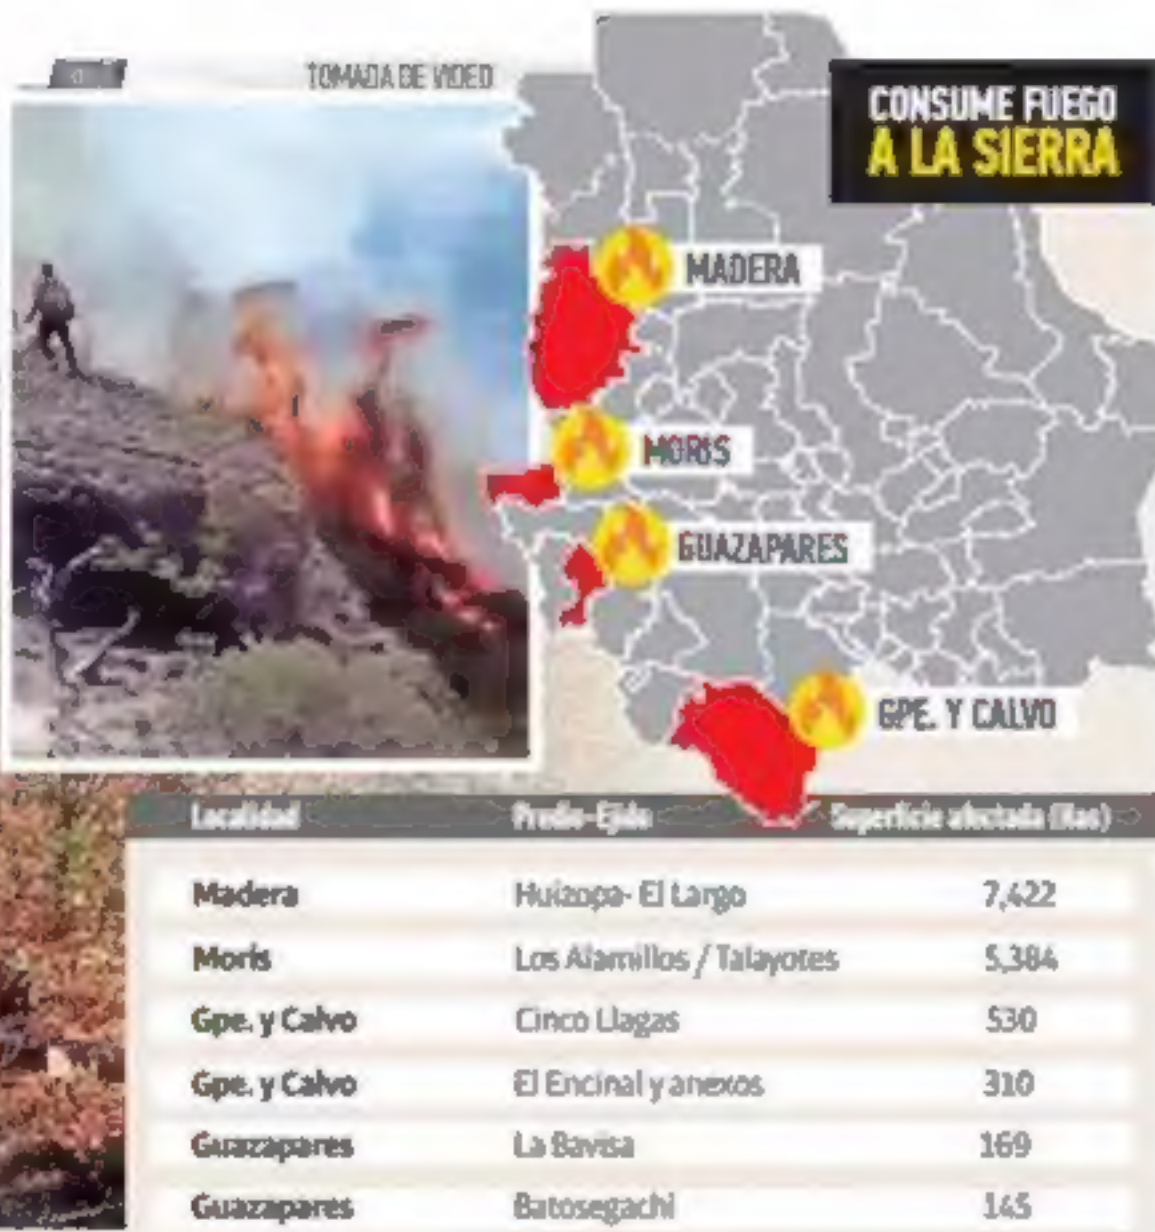 TOMADA DE VIDEO
CONSUME FUEGO
A LA SIERRA
MADERA
MORIS
GUAZAPARES
GPE. Y CALVO
Localidad Predio-Ejido Superficie afectada (Has)
Madera Huizopa- El Largo 7,422
Moris Los Alamillos / Talayotes 5,384
Gpe. y Calvo Cinco Llagas 530
Gpe. y Calvo El Encinal y anexos 310
Guazapares La Bavisa 169
Guazapares Batosegachi 145